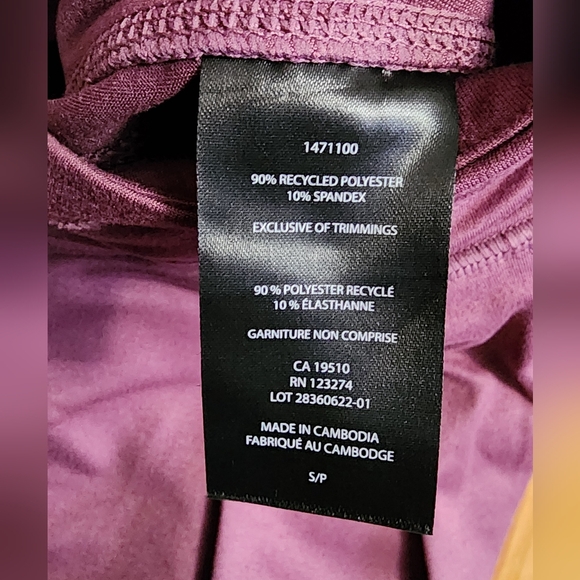 1471100
90% RECYCLED POLYESTER
10% SPANDEX
EXCLUSIVE OF TRIMMINGS
90 % POLYESTER RECYCLÉ
10 % ÉLASTHANNE
GARNITURE NON COMPRISE
CA 19510
RN 123274
LOT 28360622-01
MADE IN CAMBODIA
FABRIQUÉ AU CAMBODGE
S/P